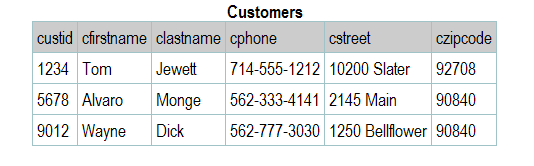 Customers
custid cfirstname clastname cphone cstreet czipcode
1234 Tom Jewett 714-555-1212 10200 Slater 92708
5678 Alvaro Monge 562-333-4141 2145 Main 90840
9012 Wayne Dick 562-777-3030 1250 Bellflower 90840